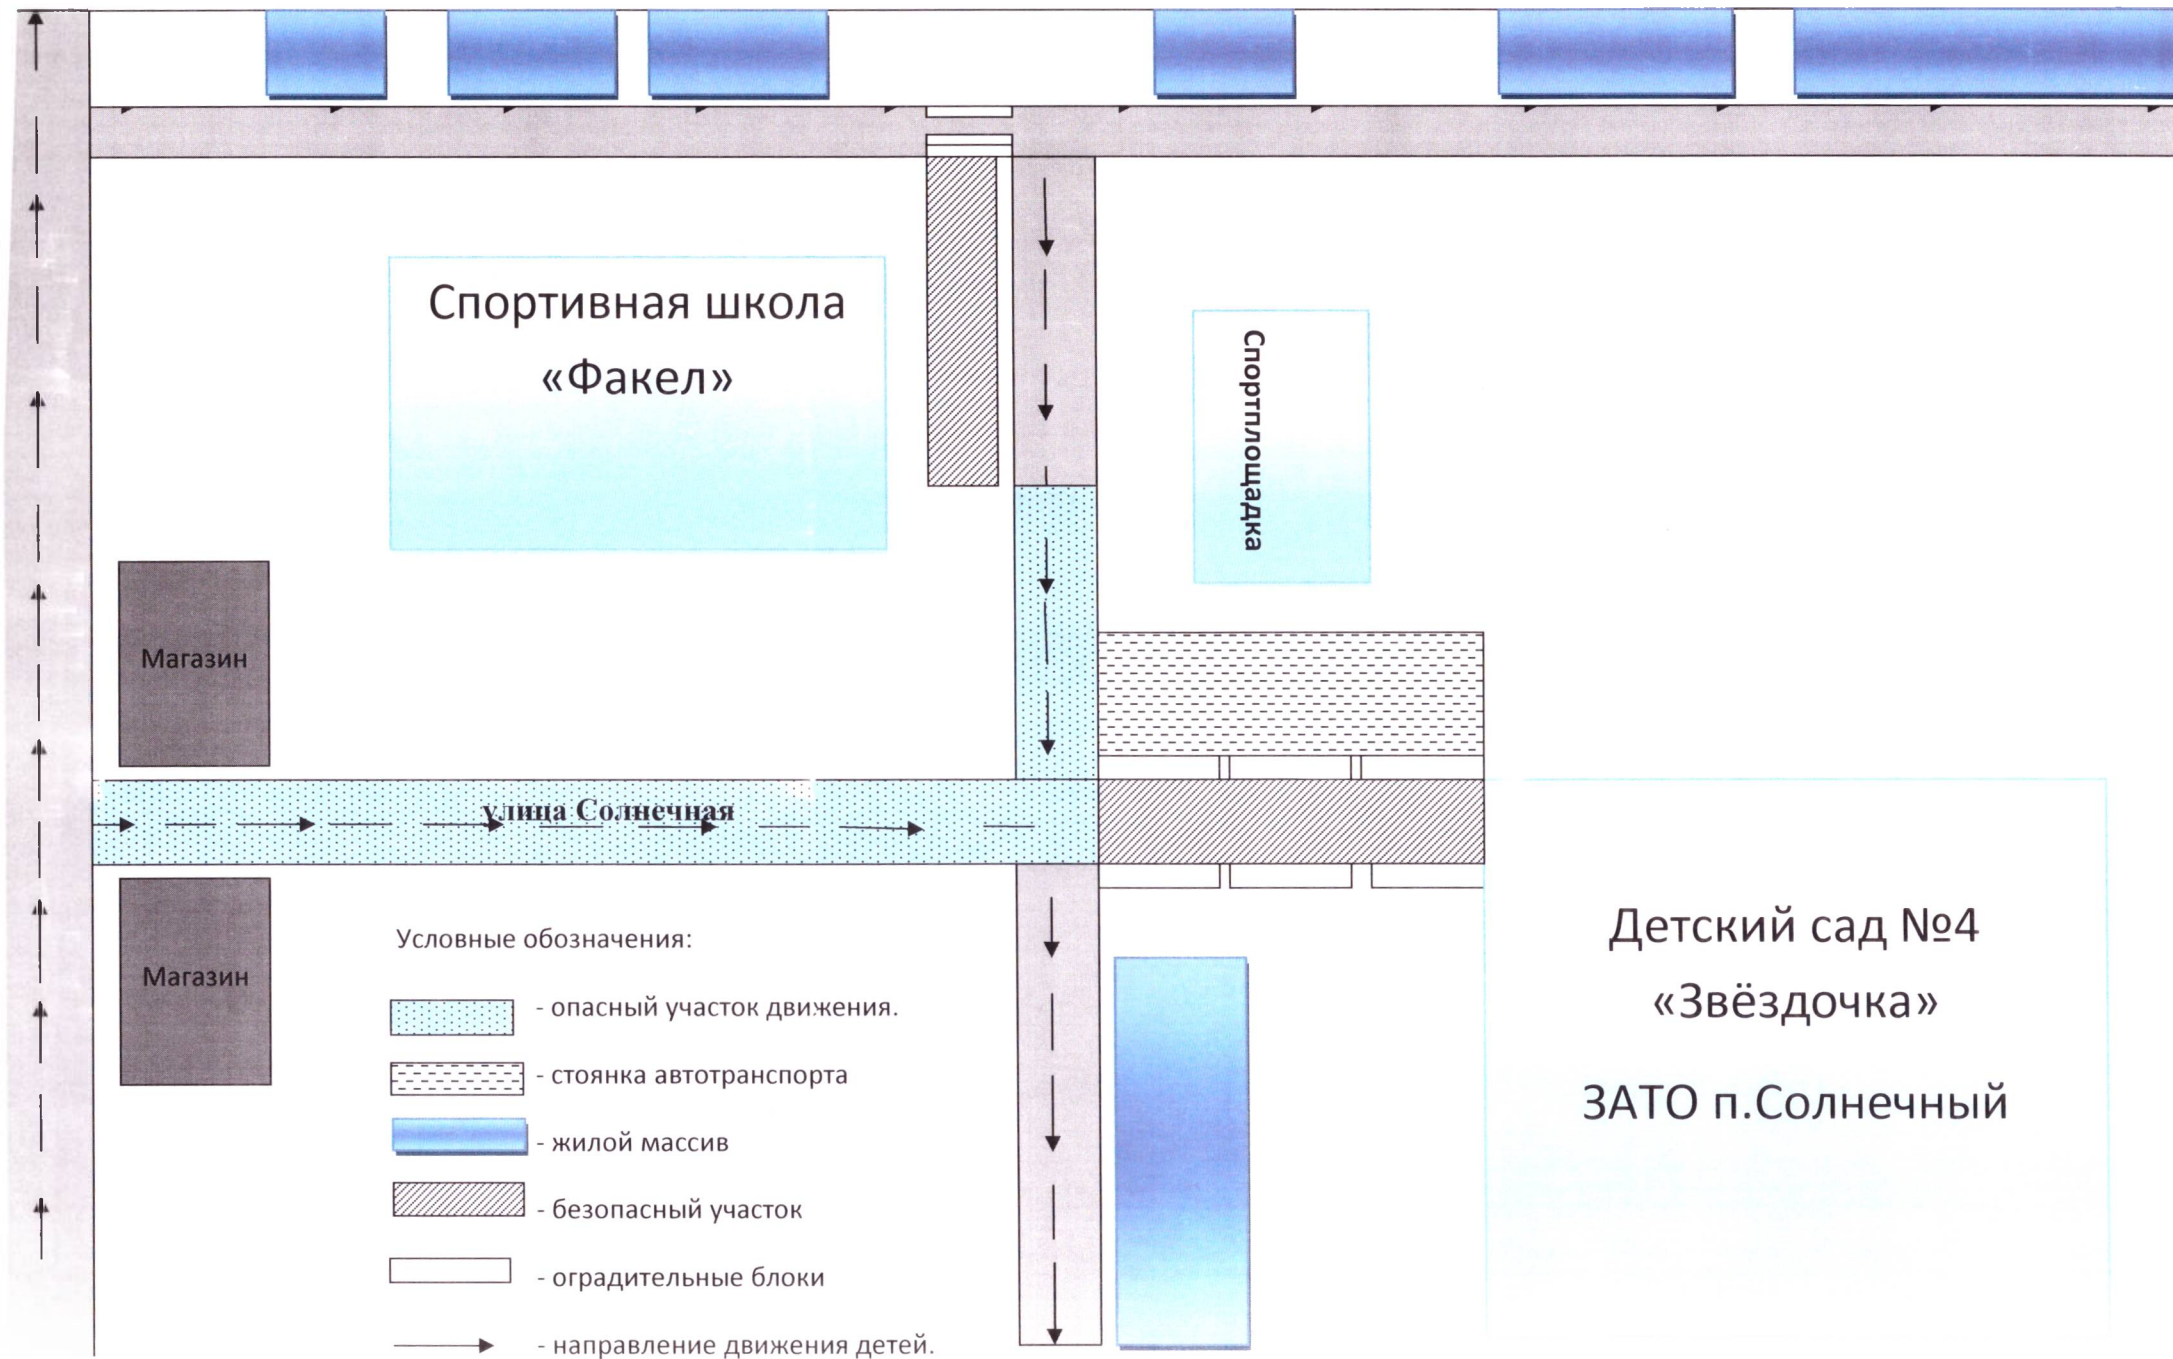 Спортивная школа
«Факел»
Спортплощадка
Магазин
улица Солнечная
Магазин
Детский сад №4
«Звёздочка»
ЗАТО п.Солнечный
Условные обозначения:
- опасный участок движения.
- стоянка автотранспорта
- жилой массив
- безопасный участок
- оградительные блоки
- направление движения детей.